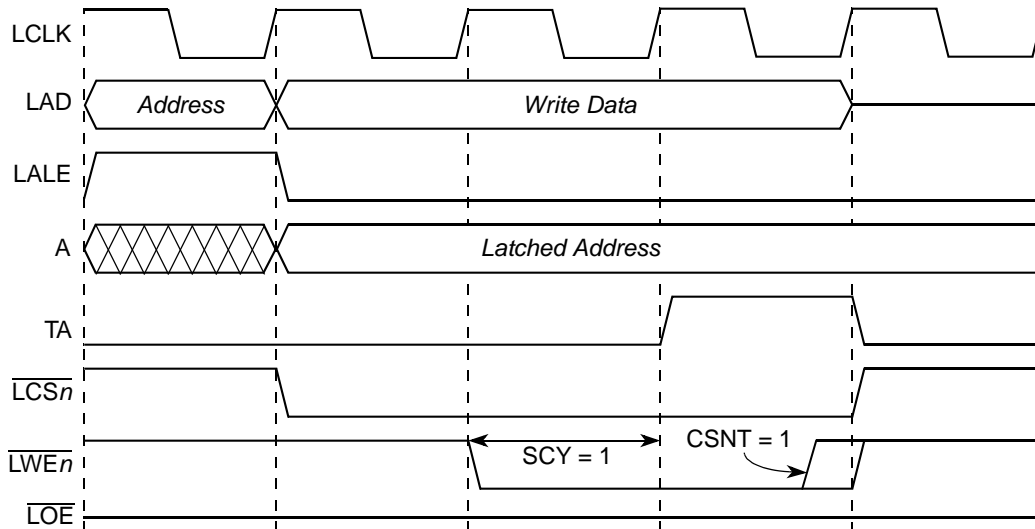 LCLK
LAD Address Write Data
LALE
A Latched Address
TA
LCSn
LWEn SCY = 1 CSNT = 1
LOE